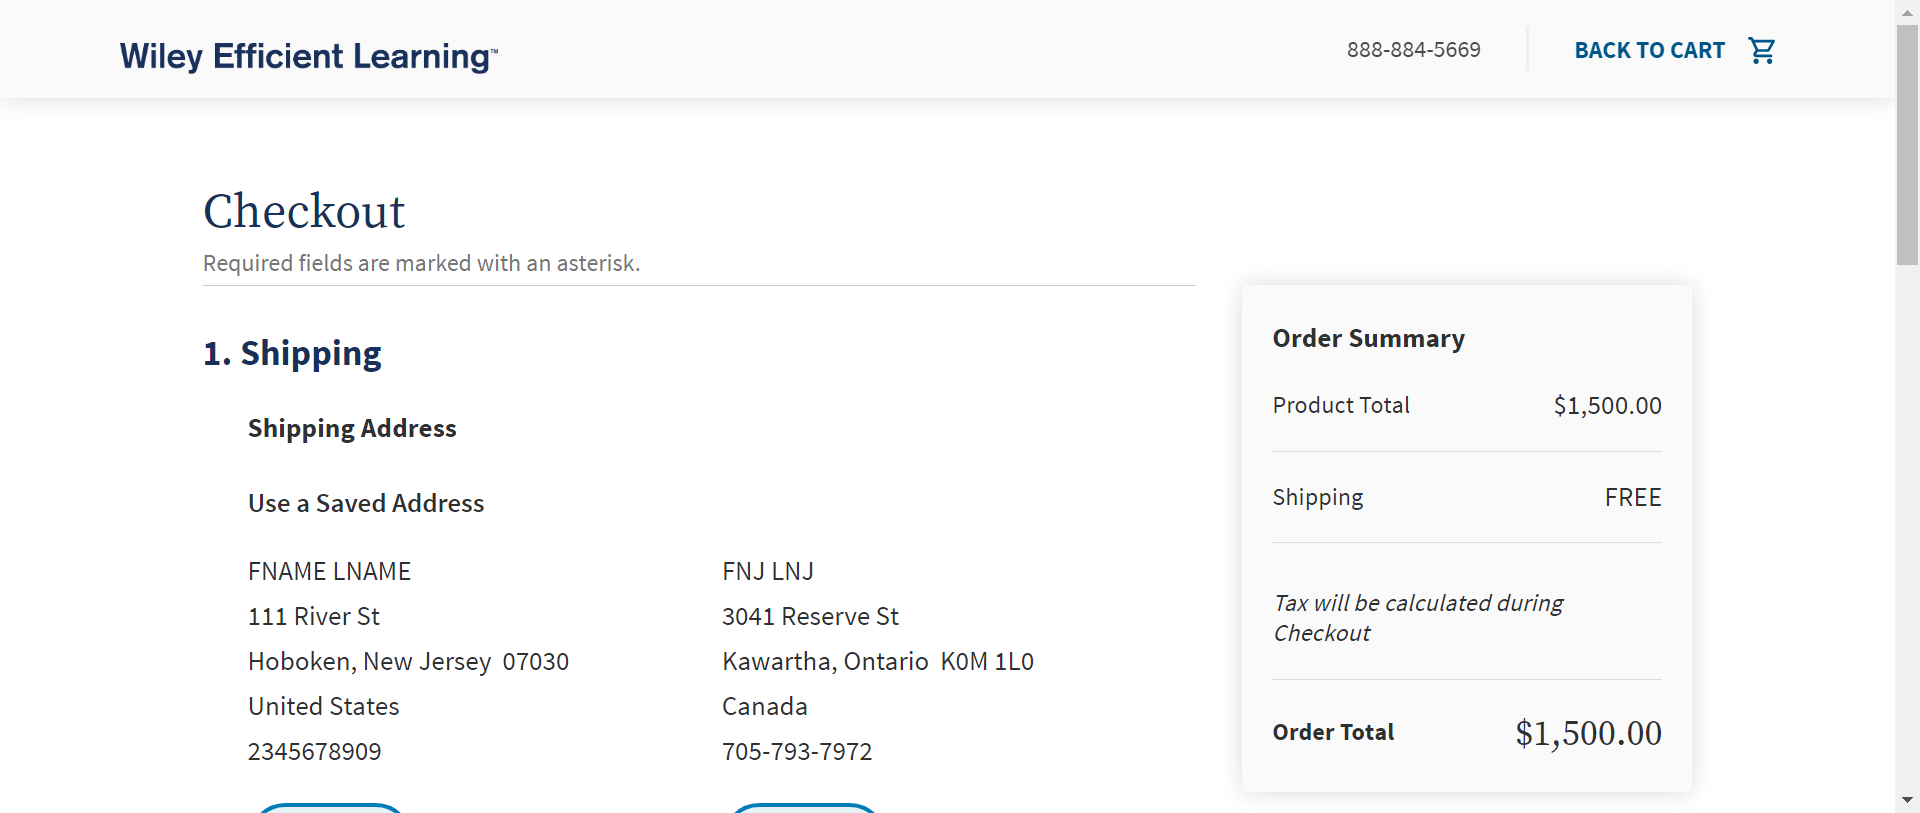 Wiley Efficient Learning™
888-884-5669
BACK TO CART
Checkout
Required fields are marked with an asterisk.
1. Shipping
Shipping Address
Use a Saved Address
FNAME LNAME
111 River St
Hoboken, New Jersey 07030
United States
2345678909
FNJ LNJ
3041 Reserve St
Kawartha, Ontario K0M 1L0
Canada
705-793-7972
Order Summary
Product Total $1,500.00
Shipping FREE
Tax will be calculated during
Checkout
Order Total $1,500.00